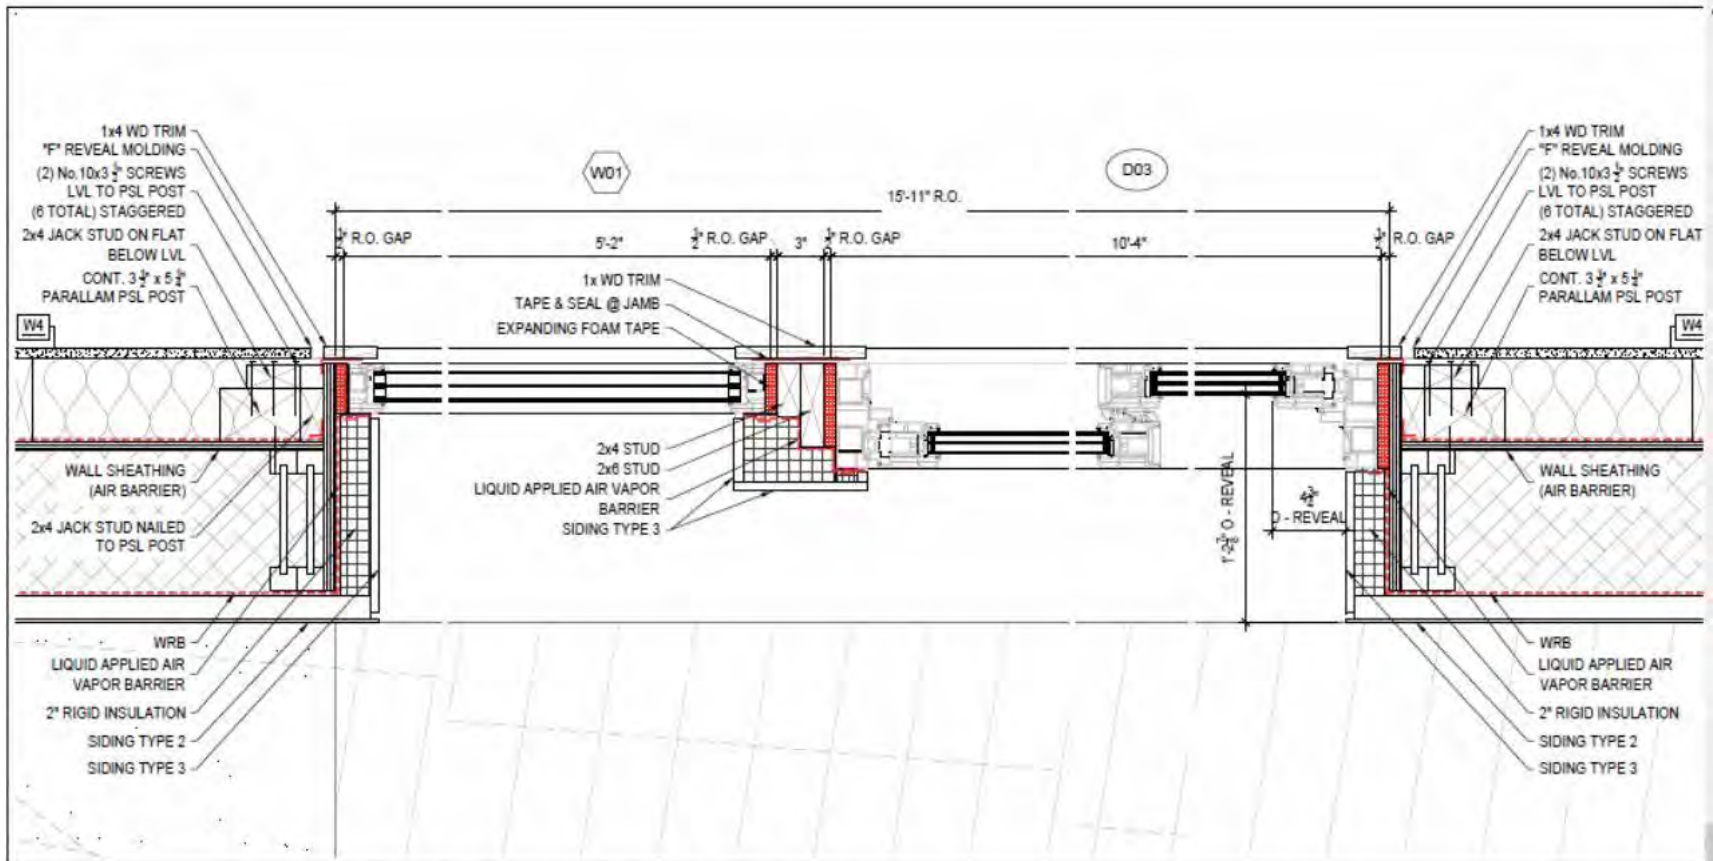 1x4 WD TRIM
"F" REVEAL MOLDING
(2) No.10x3 1/2" SCREWS
LVL TO PSL POST
(6 TOTAL) STAGGERED
2x4 JACK STUD ON FLAT
BELOW LVL
CONT. 3 1/2" x 5 1/4"
PARALLAM PSL POST
W4
W01
D03
15'-11" R.O.
1/2" R.O. GAP
5'-2"
1/2" R.O. GAP
3"
1/2" R.O. GAP
10'-4"
1/2" R.O. GAP
1x WD TRIM
TAPE & SEAL @ JAMB
EXPANDING FOAM TAPE
1x4 WD TRIM
"F" REVEAL MOLDING
(2) No.10x3 1/2" SCREWS
LVL TO PSL POST
(6 TOTAL) STAGGERED
2x4 JACK STUD ON FLAT
BELOW LVL
CONT. 3 1/2" x 5 1/4"
PARALLAM PSL POST
W4
WALL SHEATHING
(AIR BARRIER)
2x4 JACK STUD NAILED
TO PSL POST
2x4 STUD
2x6 STUD
LIQUID APPLIED AIR VAPOR
BARRIER
SIDING TYPE 3
1'-2 7/8" O - REVEAL
4 3/4"
O - REVEAL
WALL SHEATHING
(AIR BARRIER)
WRB
LIQUID APPLIED AIR
VAPOR BARRIER
2" RIGID INSULATION
SIDING TYPE 2
SIDING TYPE 3
WRB
LIQUID APPLIED AIR
VAPOR BARRIER
2" RIGID INSULATION
SIDING TYPE 2
SIDING TYPE 3